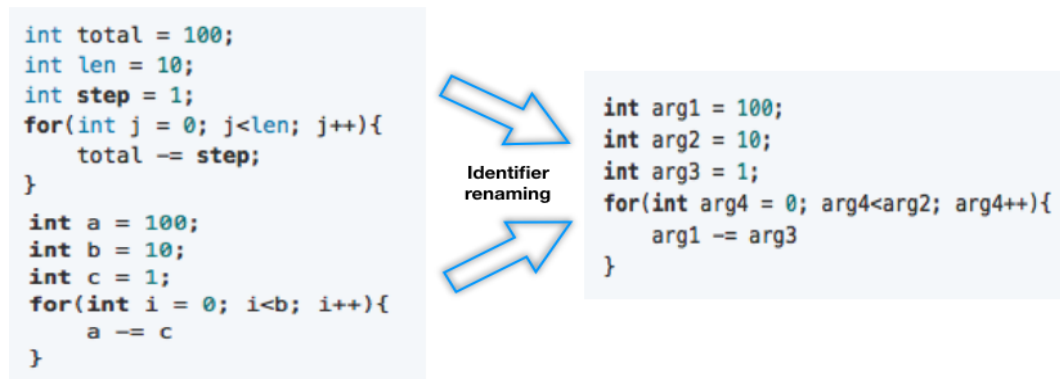 int total = 100;
int len = 10;
int step = 1;
for(int j = 0; j<len; j++){
    total -= step;
}
int a = 100;
int b = 10;
int c = 1;
for(int i = 0; i<b; i++){
    a -= c
}
Identifier
renaming
int arg1 = 100;
int arg2 = 10;
int arg3 = 1;
for(int arg4 = 0; arg4<arg2; arg4++){
    arg1 -= arg3
}